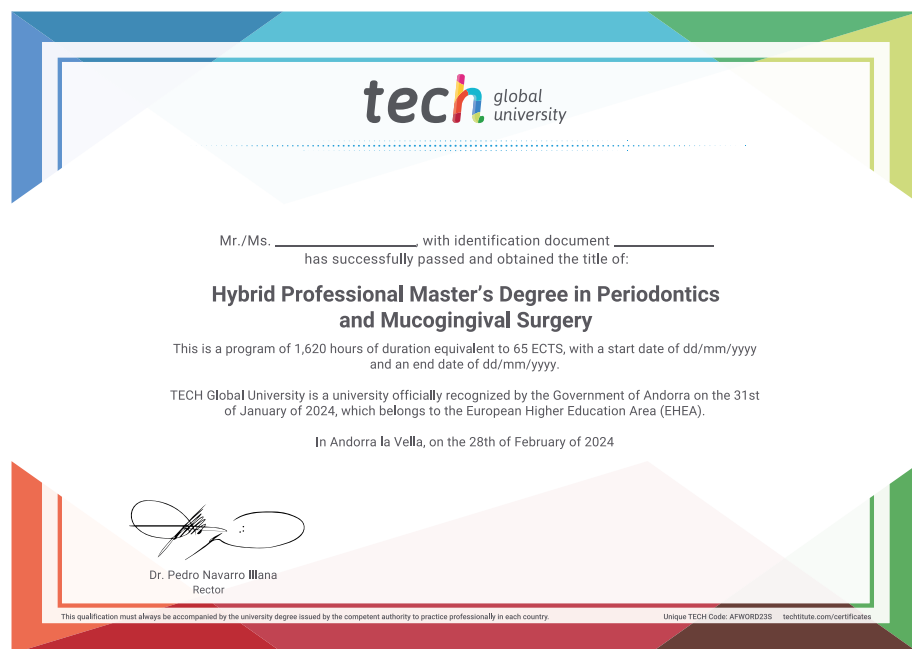 tech global
university
Mr./Ms. ________, with identification document ________
has successfully passed and obtained the title of:
Hybrid Professional Master's Degree in Periodontics
and Mucogingival Surgery
This is a program of 1,620 hours of duration equivalent to 65 ECTS, with a start date of dd/mm/yyyy
and an end date of dd/mm/yyyy.
TECH Global University is a university officially recognized by the Government of Andorra on the 31st
of January of 2024, which belongs to the European Higher Education Area (EHEA).
In Andorra la Vella, on the 28th of February of 2024
Dr. Pedro Navarro Illana
Rector
This qualification must always be accompanied by the university degree issued by the competent authority to practice professionally in each country. Unique TECH Code: AFWORD23S techtitute.com/certificates